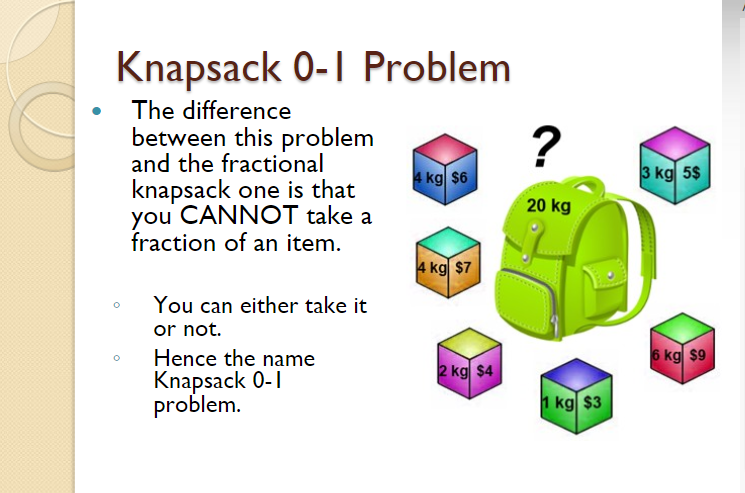 Knapsack 0-1 Problem
The difference
between this problem
and the fractional
knapsack one is that
you CANNOT take a
fraction of an item.
You can either take it
or not.
Hence the name
Knapsack 0-1
problem.
?
4 kg $6
3 kg 5$
20 kg
4 kg $7
6 kg $9
2 kg $4
1 kg $3